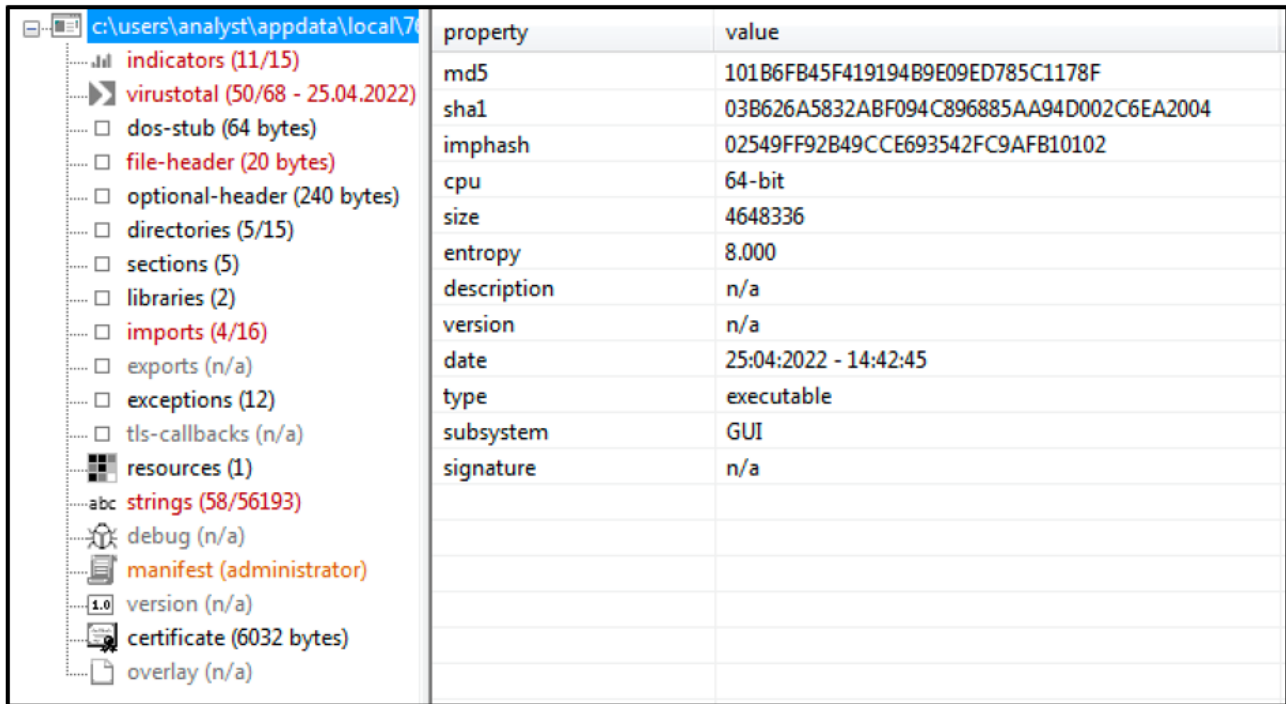 c:\users\analyst\appdata\local\76
indicators (11/15)
virustotal (50/68 - 25.04.2022)
dos-stub (64 bytes)
file-header (20 bytes)
optional-header (240 bytes)
directories (5/15)
sections (5)
libraries (2)
imports (4/16)
exports (n/a)
exceptions (12)
tls-callbacks (n/a)
resources (1)
abc strings (58/56193)
debug (n/a)
manifest (administrator)
1.0 version (n/a)
certificate (6032 bytes)
overlay (n/a)
property value
md5 101B6FB45F419194B9E09ED785C1178F
sha1 03B626A5832ABF094C896885AA94D002C6EA2004
imphash 02549FF92B49CCE693542FC9AFB10102
cpu 64-bit
size 4648336
entropy 8.000
description n/a
version n/a
date 25:04:2022 - 14:42:45
type executable
subsystem GUI
signature n/a